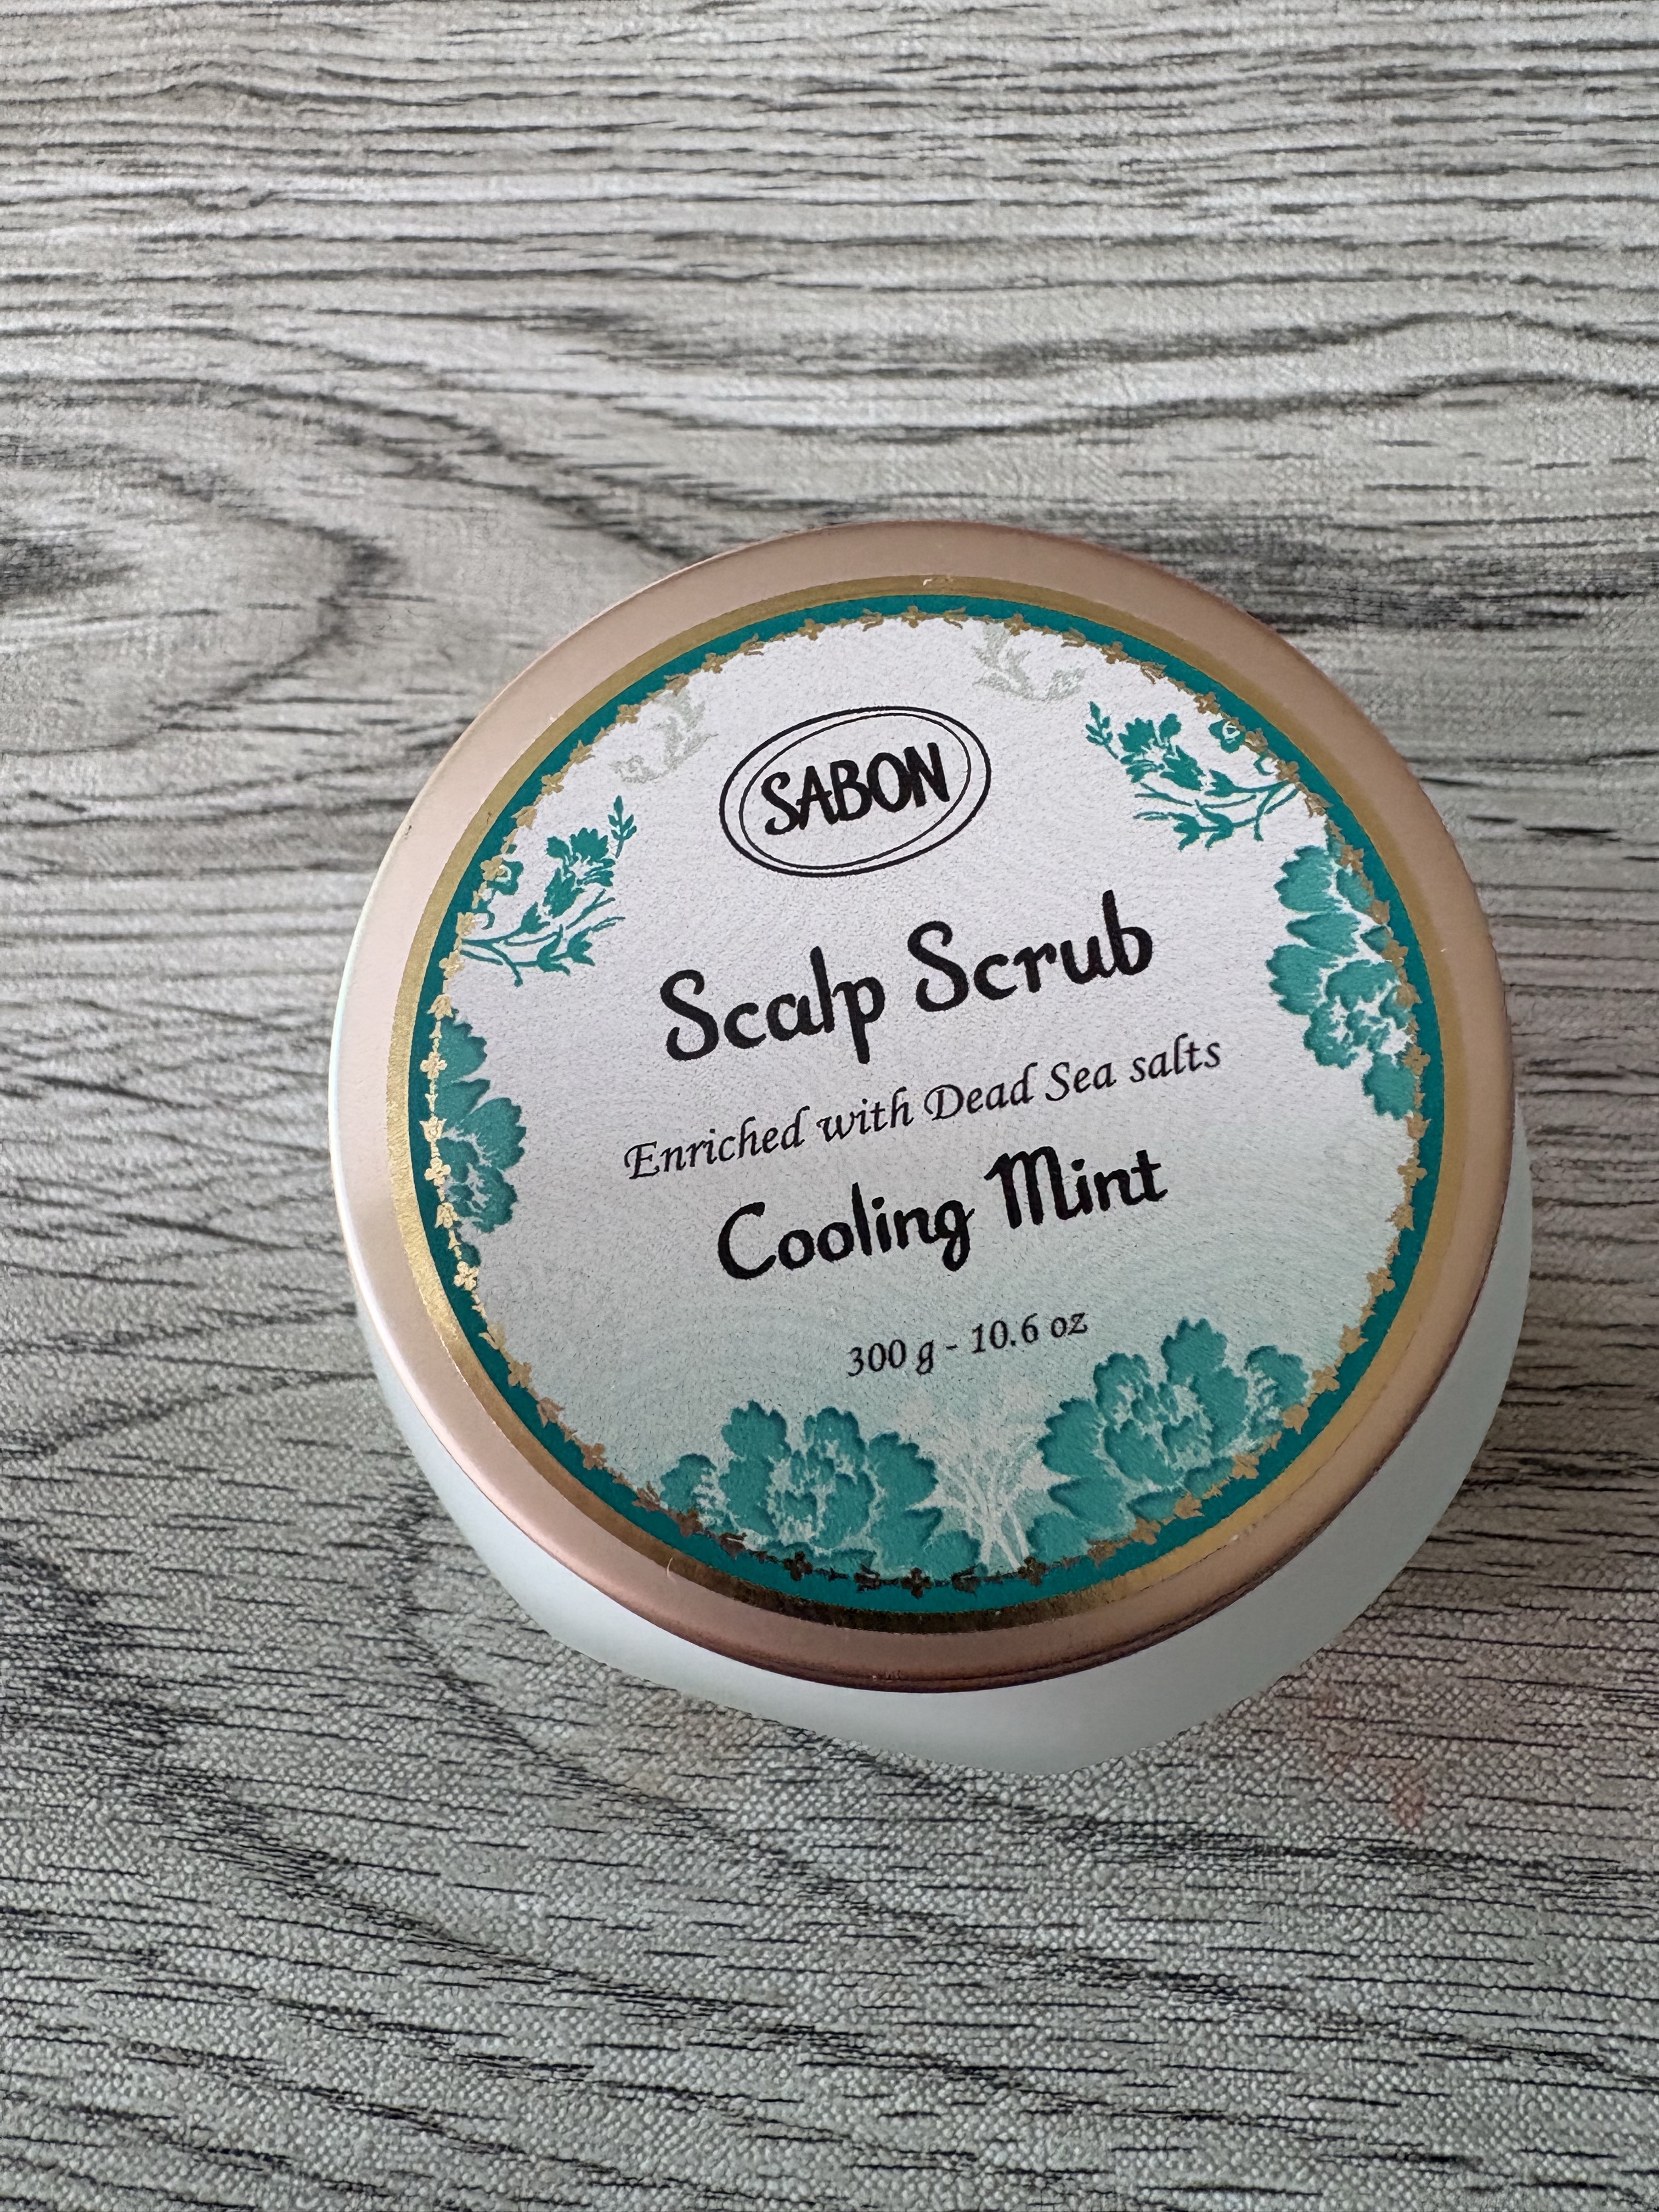 SABON
Scalp Scrub
Enriched with Dead Sea salts
Cooling Mint
300 g - 10.6 oz